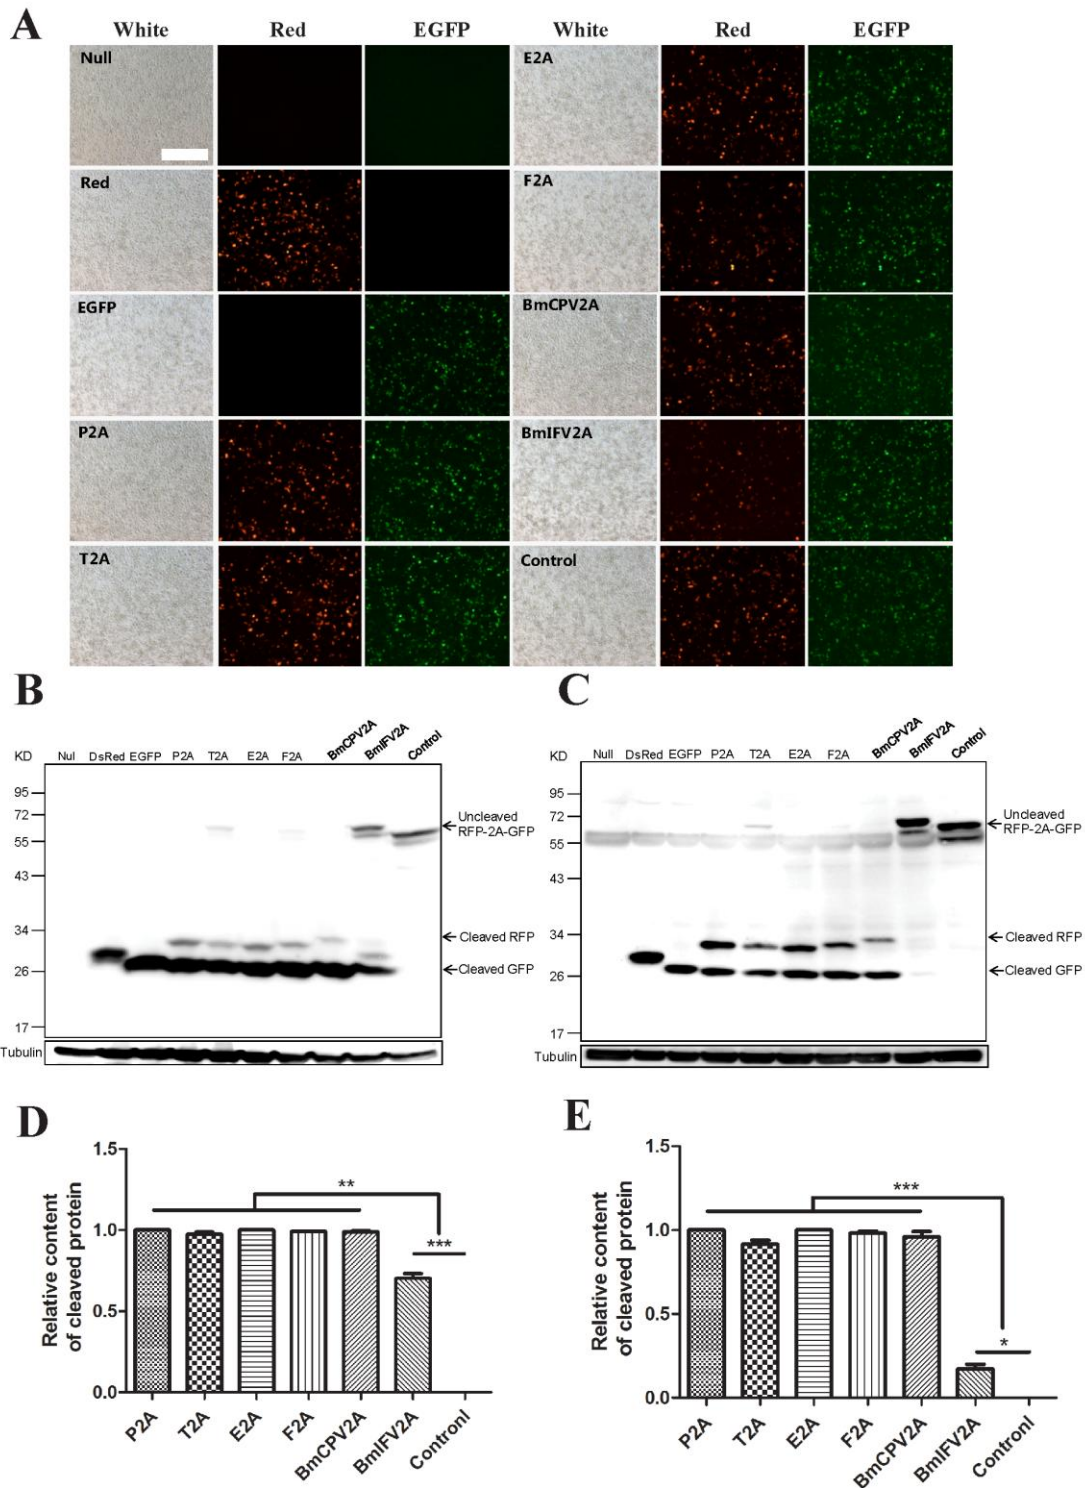 A
White Red EGFP White Red EGFP
Null E2A
Red F2A
EGFP BmCPV2A
P2A BmIFV2A
T2A Control
B
KD Nul DsRed EGFP P2A T2A E2A F2A BmCPV2A BmIFV2A Control
95
72
55
43
34
26
17
Uncleaved
RFP-2A-GFP
Cleaved RFP
Cleaved GFP
Tubulin
C
KD Null DsRed EGFP P2A T2A E2A F2A BmCPV2A BmIFV2A Control
95
72
55
43
34
26
17
Uncleaved
RFP-2A-GFP
Cleaved RFP
Cleaved GFP
Tubulin
D
Relative content
of cleaved protein
1.5
1.0
0.5
0.0
**
***
P2A T2A E2A F2A BmCPV2A BmIFV2A Contronl
E
Relative content
of cleaved protein
1.5
1.0
0.5
0.0
***
*
P2A T2A E2A F2A BmCPV2A BmIFV2A Contronl